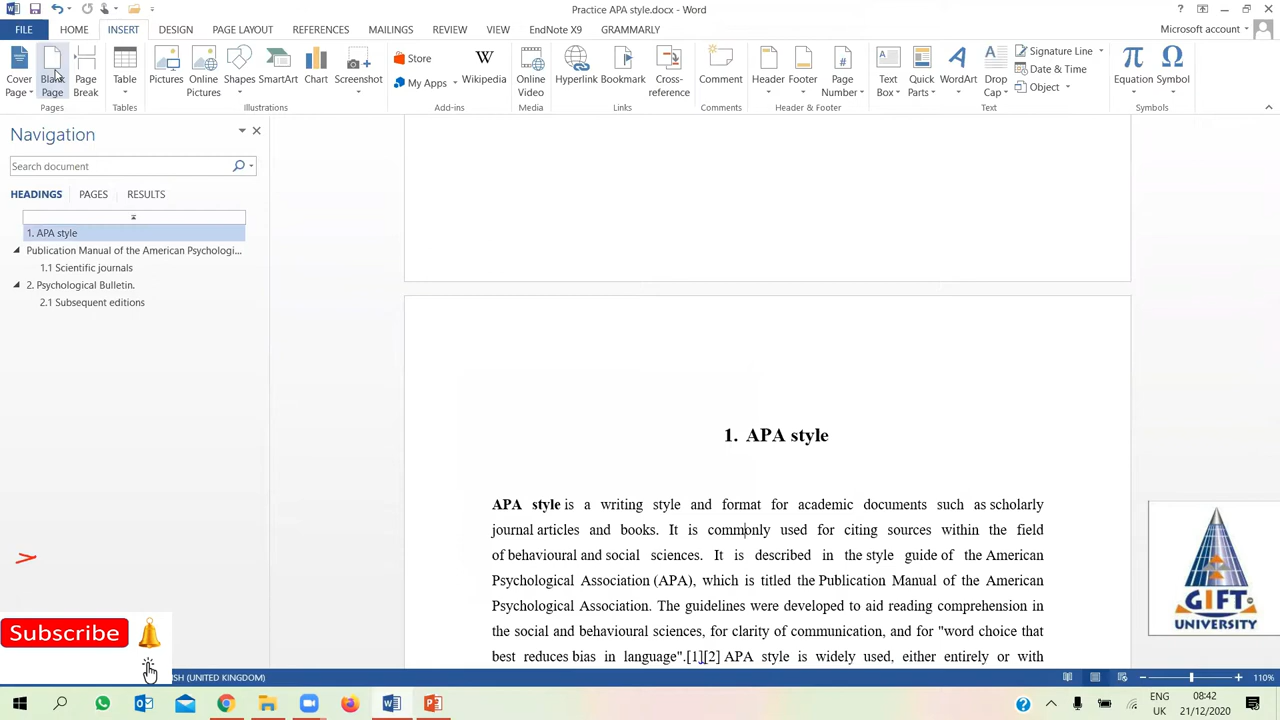 Practice APA style.docx - Word
FILE HOME INSERT DESIGN PAGE LAYOUT REFERENCES MAILINGS REVIEW VIEW EndNote X9 GRAMMARLY Microsoft account
Cover Page Blank Page Page Break Table Pictures Online Pictures Shapes SmartArt Chart Screenshot Store My Apps Wikipedia Online Video Hyperlink Bookmark Cross-reference Comment Header Footer Page Number Text Box Quick Parts WordArt Drop Cap Signature Line Date & Time Object Equation Symbol
Pages Tables Illustrations Add-ins Media Links Comments Header & Footer Text Symbols
Navigation
Search document
HEADINGS PAGES RESULTS
1. APA style
Publication Manual of the American Psychologi...
1.1 Scientific journals
2. Psychological Bulletin.
2.1 Subsequent editions
1. APA style
APA style is a writing style and format for academic documents such as scholarly
journal articles and books. It is commonly used for citing sources within the field
of behavioural and social sciences. It is described in the style guide of the American
Psychological Association (APA), which is titled the Publication Manual of the American
Psychological Association. The guidelines were developed to aid reading comprehension in
the social and behavioural sciences, for clarity of communication, and for "word choice that
best reduces bias in language".[1][2] APA style is widely used, either entirely or with
GIFT
UNIVERSITY
Subscribe
SH (UNITED KINGDOM)
110%
ENG
UK
08:42
21/12/2020